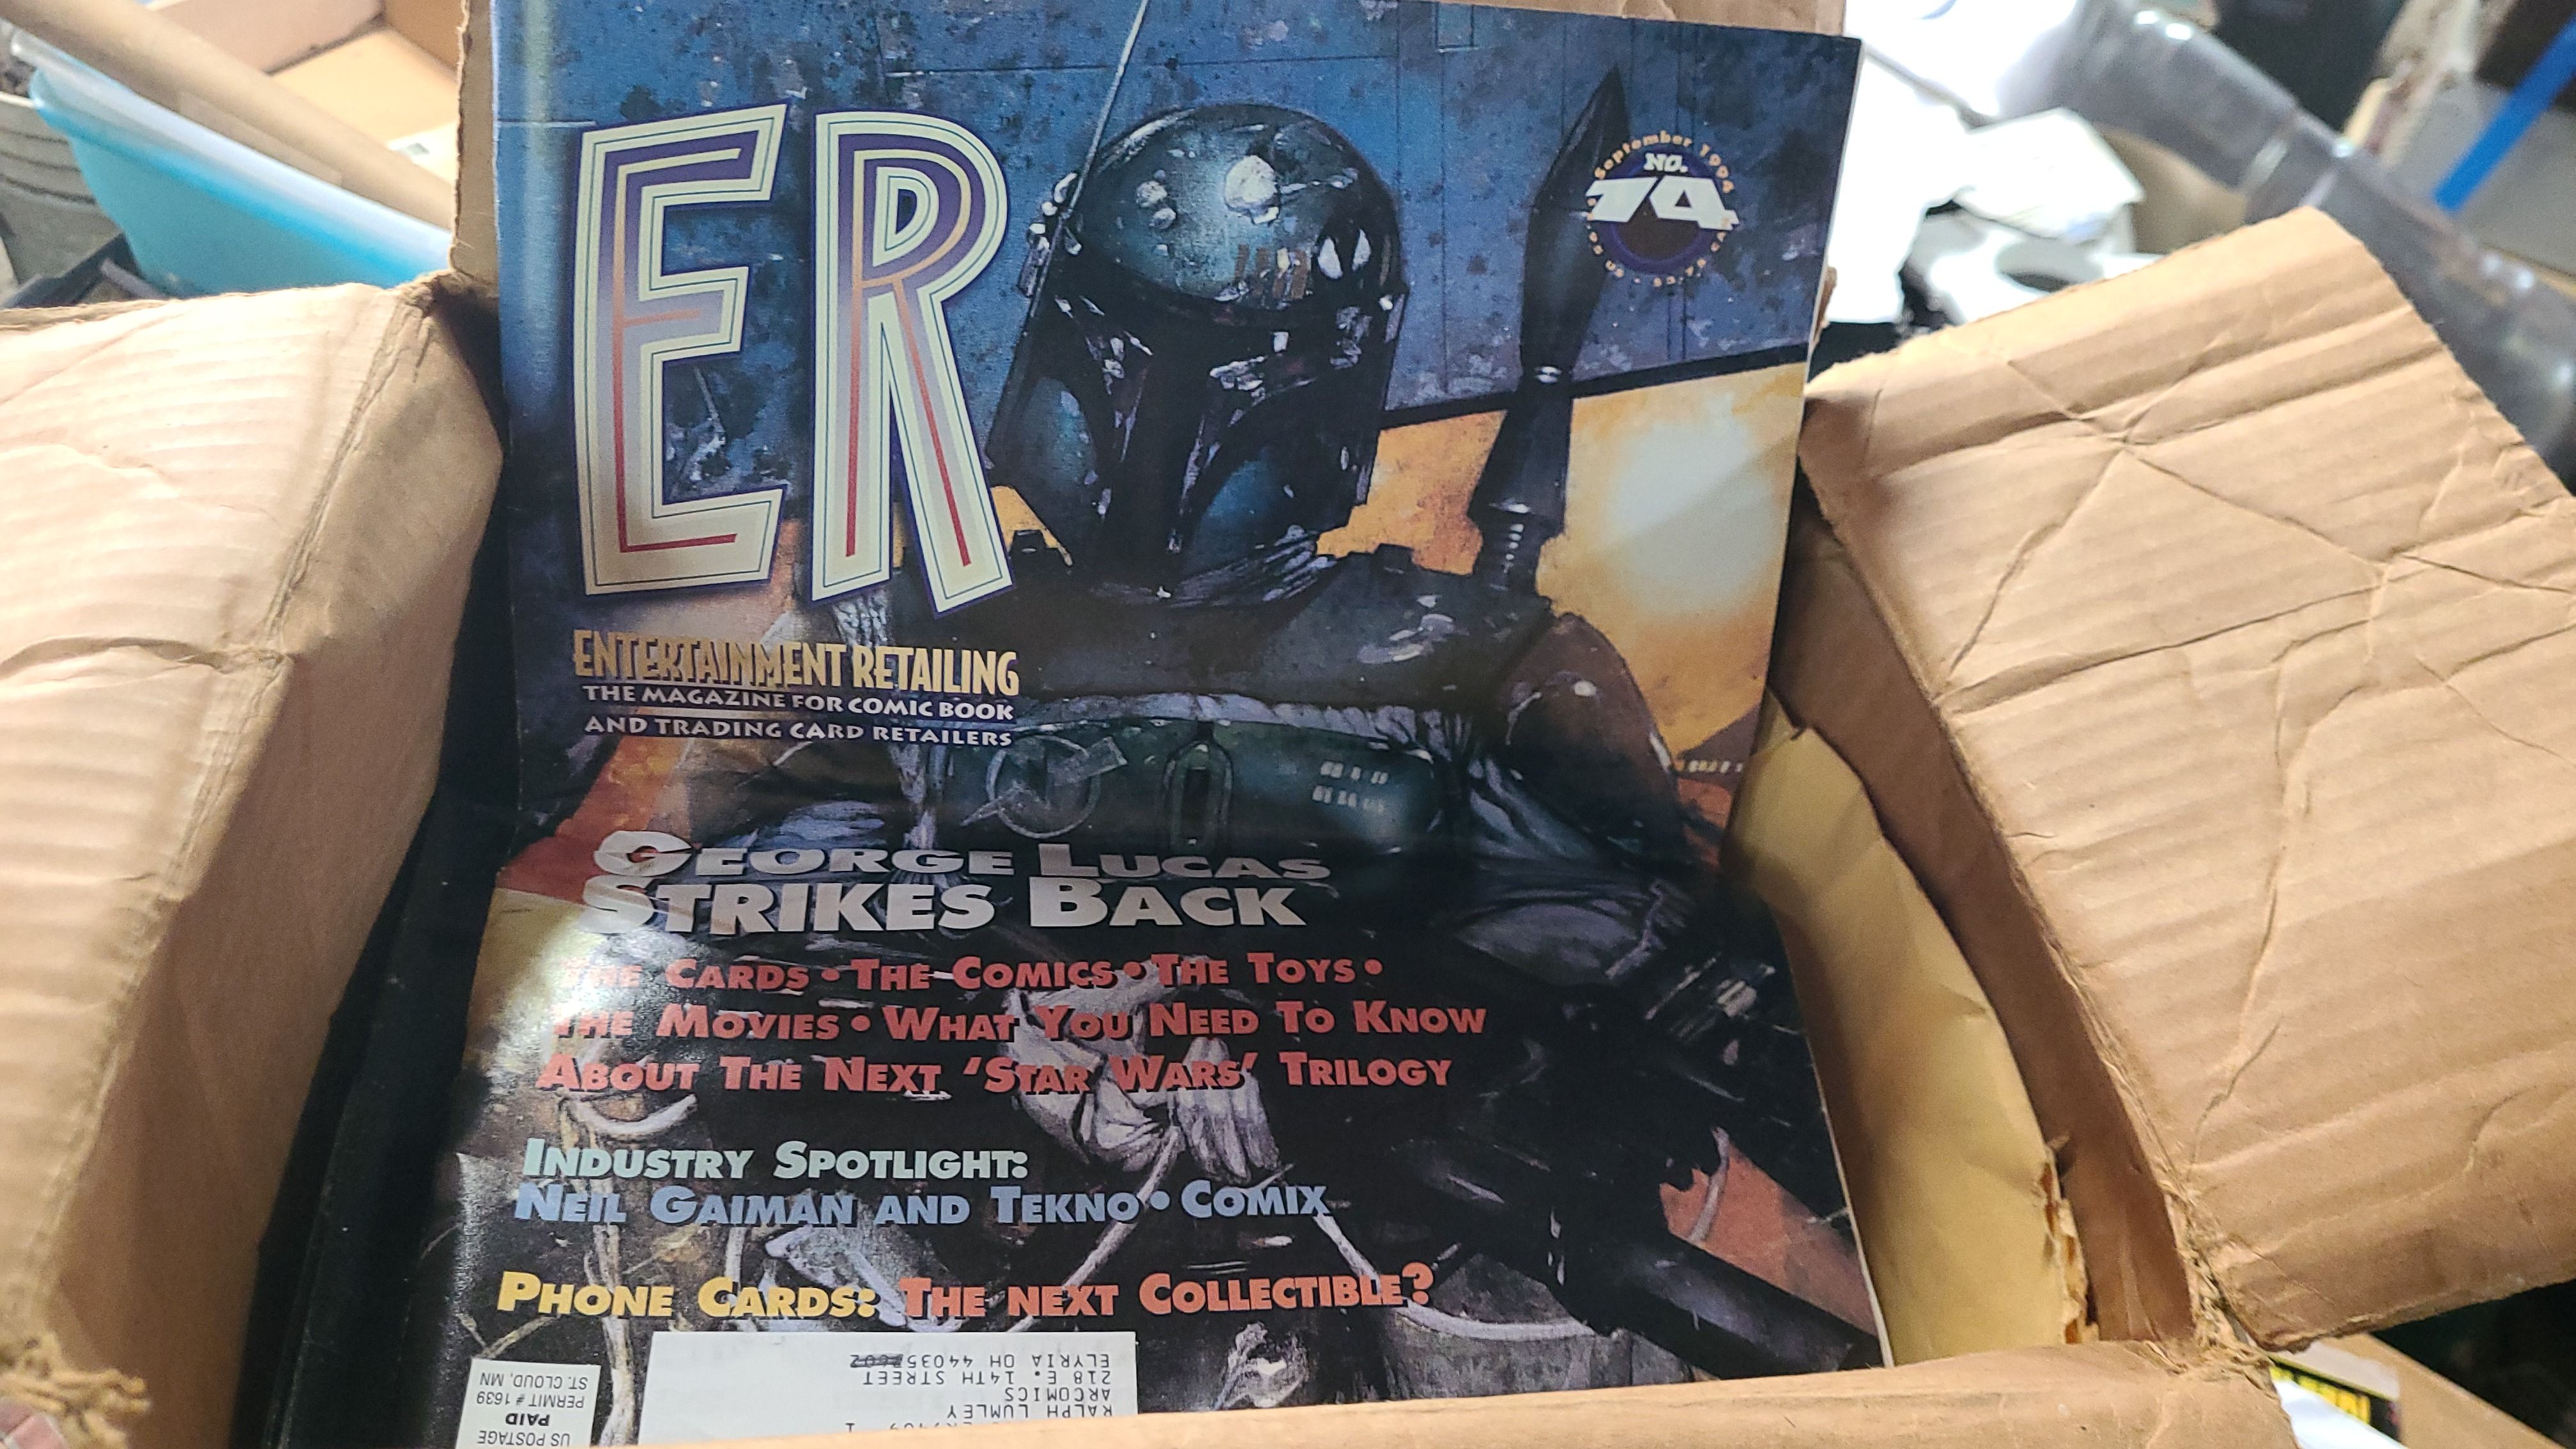 ER
September 1994
NO.
74
ENTERTAINMENT RETAILING
THE MAGAZINE FOR COMIC BOOK
AND TRADING CARD RETAILERS
GEORGE LUCAS
STRIKES BACK
THE CARDS • THE COMICS • THE TOYS •
THE MOVIES • WHAT YOU NEED TO KNOW
ABOUT THE NEXT 'STAR WARS' TRILOGY
INDUSTRY SPOTLIGHT:
NEIL GAIMAN AND TEKNO•COMIX
PHONE CARDS: THE NEXT COLLECTIBLE?
US POSTAGE
PAID
PERMIT # 1639
ST. CLOUD, MN
RALPH LUMLEY
ARCOMICS
218 E. 14TH STREET
ELYRIA OH 44035